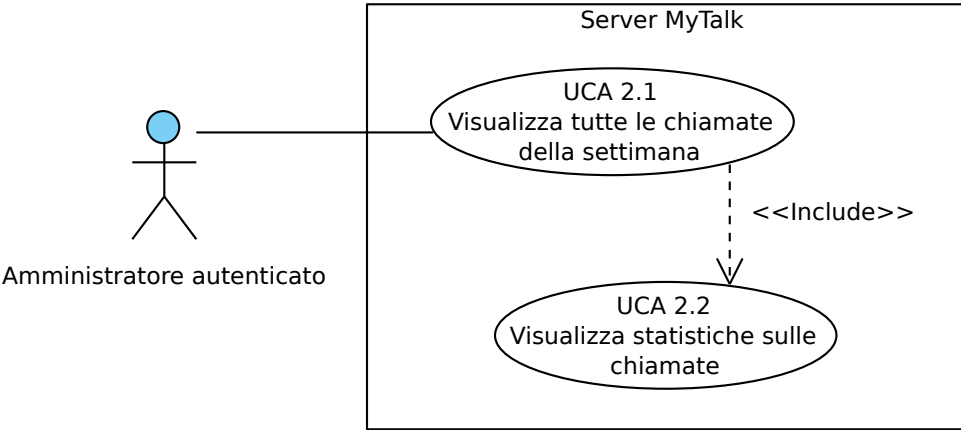 Server MyTalk
UCA 2.1
Visualizza tutte le chiamate
della settimana
<<Include>>
Amministratore autenticato
UCA 2.2
Visualizza statistiche sulle
chiamate